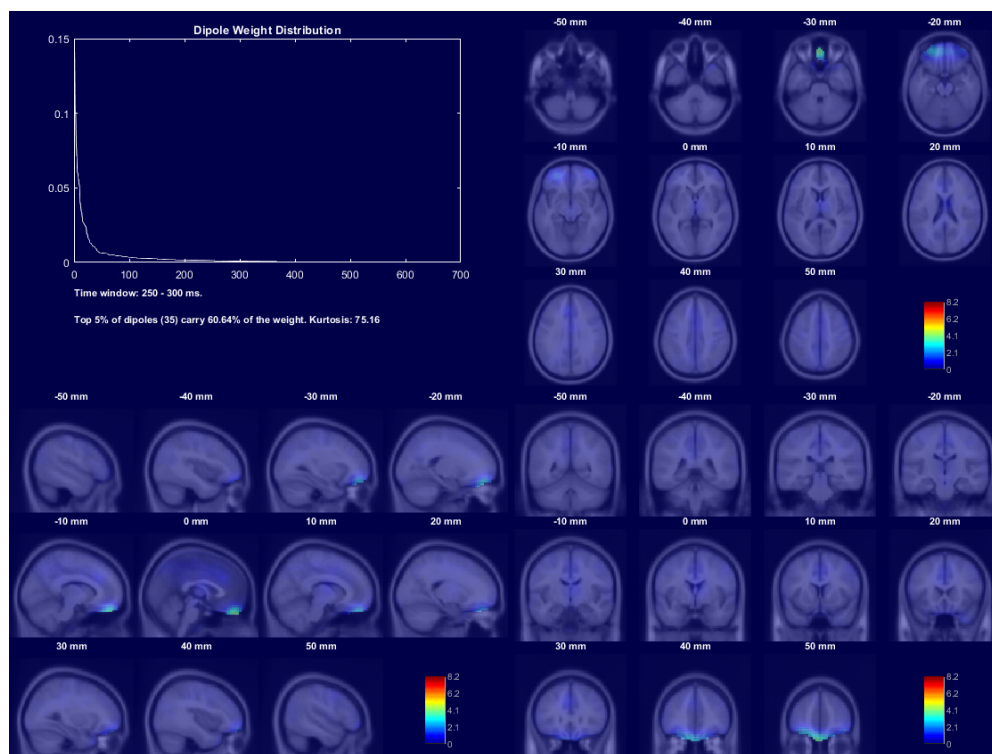 Dipole Weight Distribution
0.15
0.1
0.05
0
0 100 200 300 400 500 600 700
Time window: 250 - 300 ms.
Top 5% of dipoles (35) carry 60.64% of the weight. Kurtosis: 75.16
-50 mm -40 mm -30 mm -20 mm
-10 mm 0 mm 10 mm 20 mm
30 mm 40 mm 50 mm
8.2
6.2
4.1
2.1
0
-50 mm -40 mm -30 mm -20 mm
-10 mm 0 mm 10 mm 20 mm
30 mm 40 mm 50 mm
8.2
6.2
4.1
2.1
0
-50 mm -40 mm -30 mm -20 mm
-10 mm 0 mm 10 mm 20 mm
30 mm 40 mm 50 mm
8.2
6.2
4.1
2.1
0